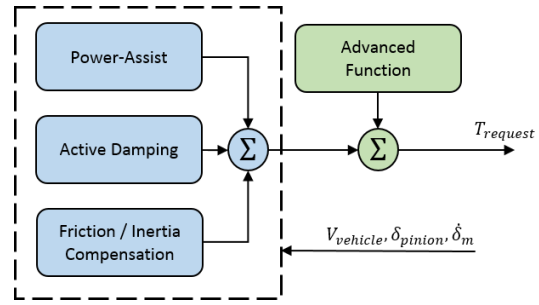 Power-Assist
Advanced
Function
Active Damping
Σ
Σ
T_request
Friction / Inertia
Compensation
V_vehicle, δ_pinion, δ̇_m